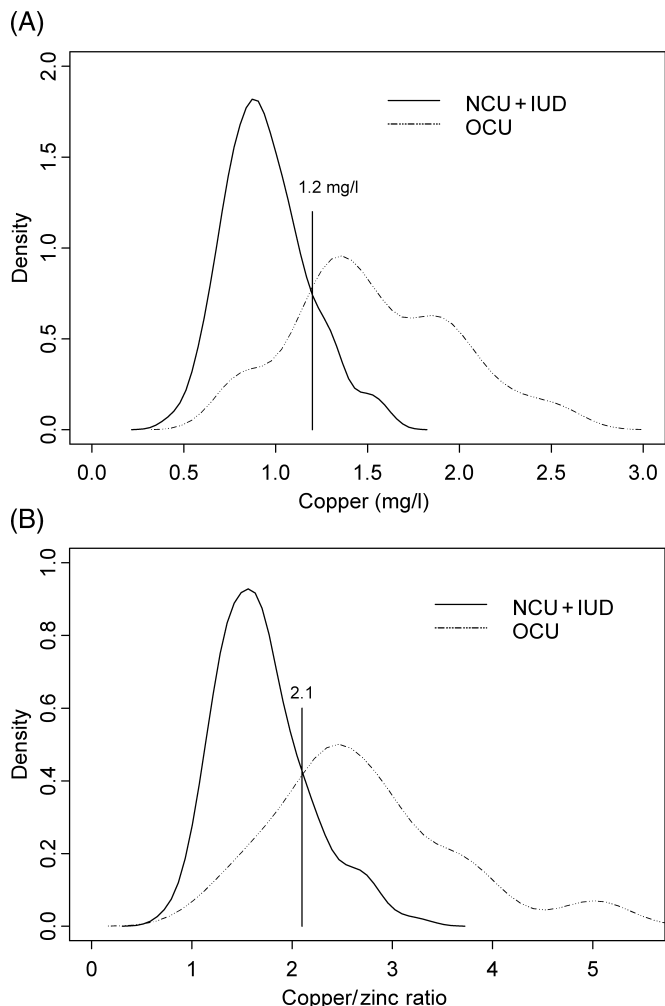 (A)
2.0
1.5
1.0
0.5
0.0
Density
NCU + IUD
OCU
1.2 mg/l
0.0 0.5 1.0 1.5 2.0 2.5 3.0
Copper (mg/l)
(B)
1.0
0.8
0.6
0.4
0.2
0.0
Density
NCU + IUD
OCU
2.1
0 1 2 3 4 5
Copper/zinc ratio